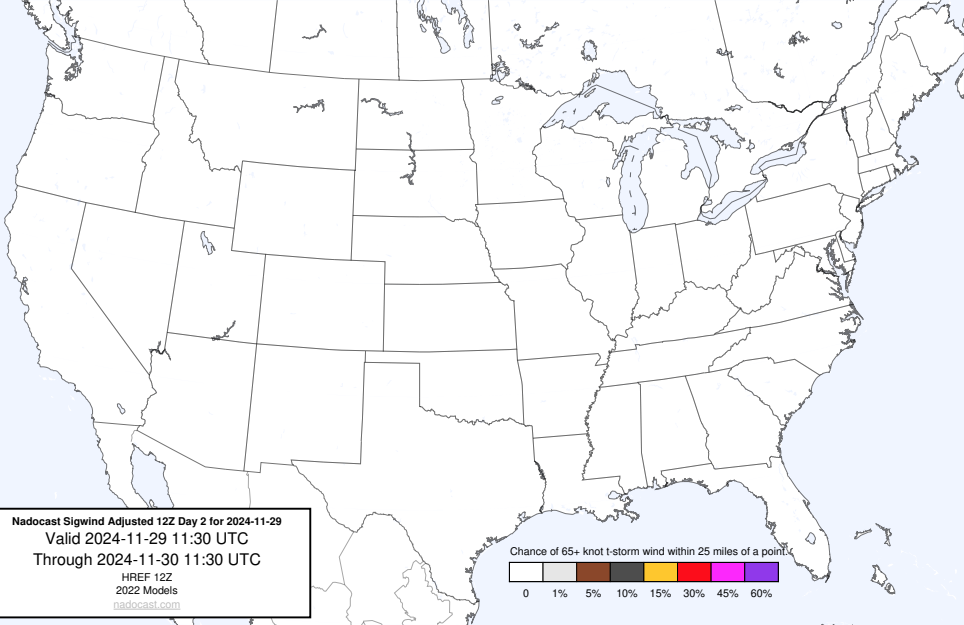 Nadocast Sigwind Adjusted 12Z Day 2 for 2024-11-29
Valid 2024-11-29 11:30 UTC
Through 2024-11-30 11:30 UTC
HREF 12Z
2022 Models
nadocast.com
Chance of 65+ knot t-storm wind within 25 miles of a point.
0 1% 5% 10% 15% 30% 45% 60%